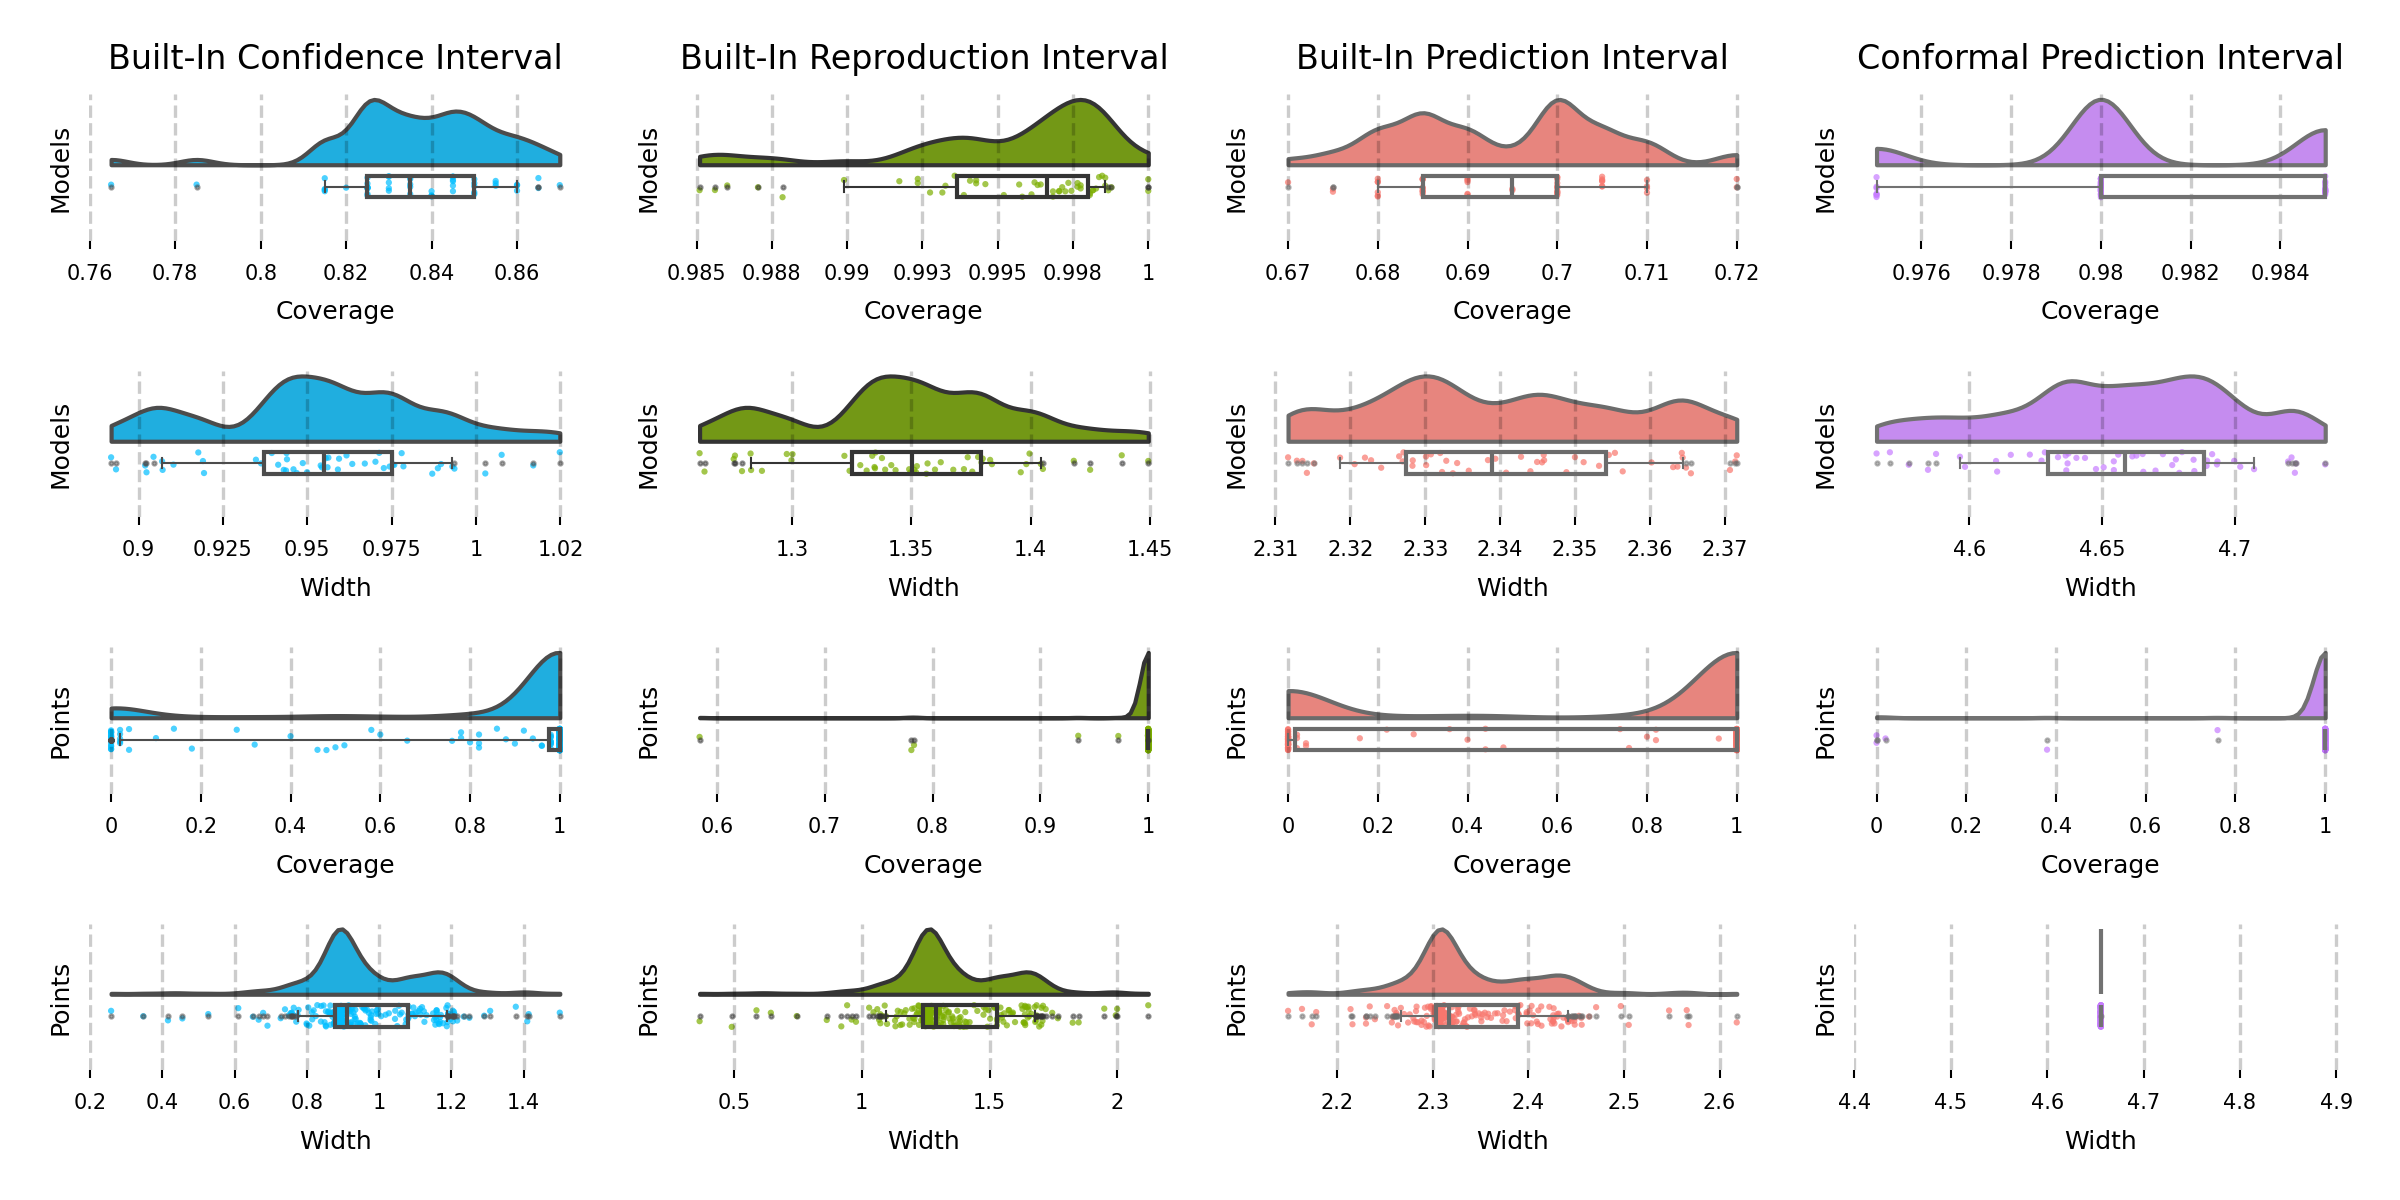 Built-In Confidence Interval Built-In Reproduction Interval Built-In Prediction Interval Conformal Prediction Interval
Models Models Models Models
0.76 0.78 0.8 0.82 0.84 0.86 0.985 0.988 0.99 0.993 0.995 0.998 1 0.67 0.68 0.69 0.7 0.71 0.72 0.976 0.978 0.98 0.982 0.984
Coverage Coverage Coverage Coverage
Models Models Models Models
0.9 0.925 0.95 0.975 1 1.02 1.3 1.35 1.4 1.45 2.31 2.32 2.33 2.34 2.35 2.36 2.37 4.6 4.65 4.7
Width Width Width Width
Points Points Points Points
0 0.2 0.4 0.6 0.8 1 0.6 0.7 0.8 0.9 1 0 0.2 0.4 0.6 0.8 1 0 0.2 0.4 0.6 0.8 1
Coverage Coverage Coverage Coverage
Points Points Points Points
0.2 0.4 0.6 0.8 1 1.2 1.4 0.5 1 1.5 2 2.2 2.3 2.4 2.5 2.6 4.4 4.5 4.6 4.7 4.8 4.9
Width Width Width Width